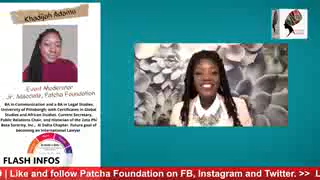 Khadijah Adamu
Event Moderator
Jr. Associate, Patcha Foundation
BA in Communication and a BA in Legal Studies,
University of Pittsburgh; with Certificates in Global
Studies and African Studies. Current Secretary,
Public Relations Chair, and Historian of the Zeta Phi
Beta Sorority, Inc., Xi Delta Chapter. Future goal of
becoming an International Lawyer
FLASH INFOS
| Like and follow Patcha Foundation on FB, Instagram and Twitter. >> L